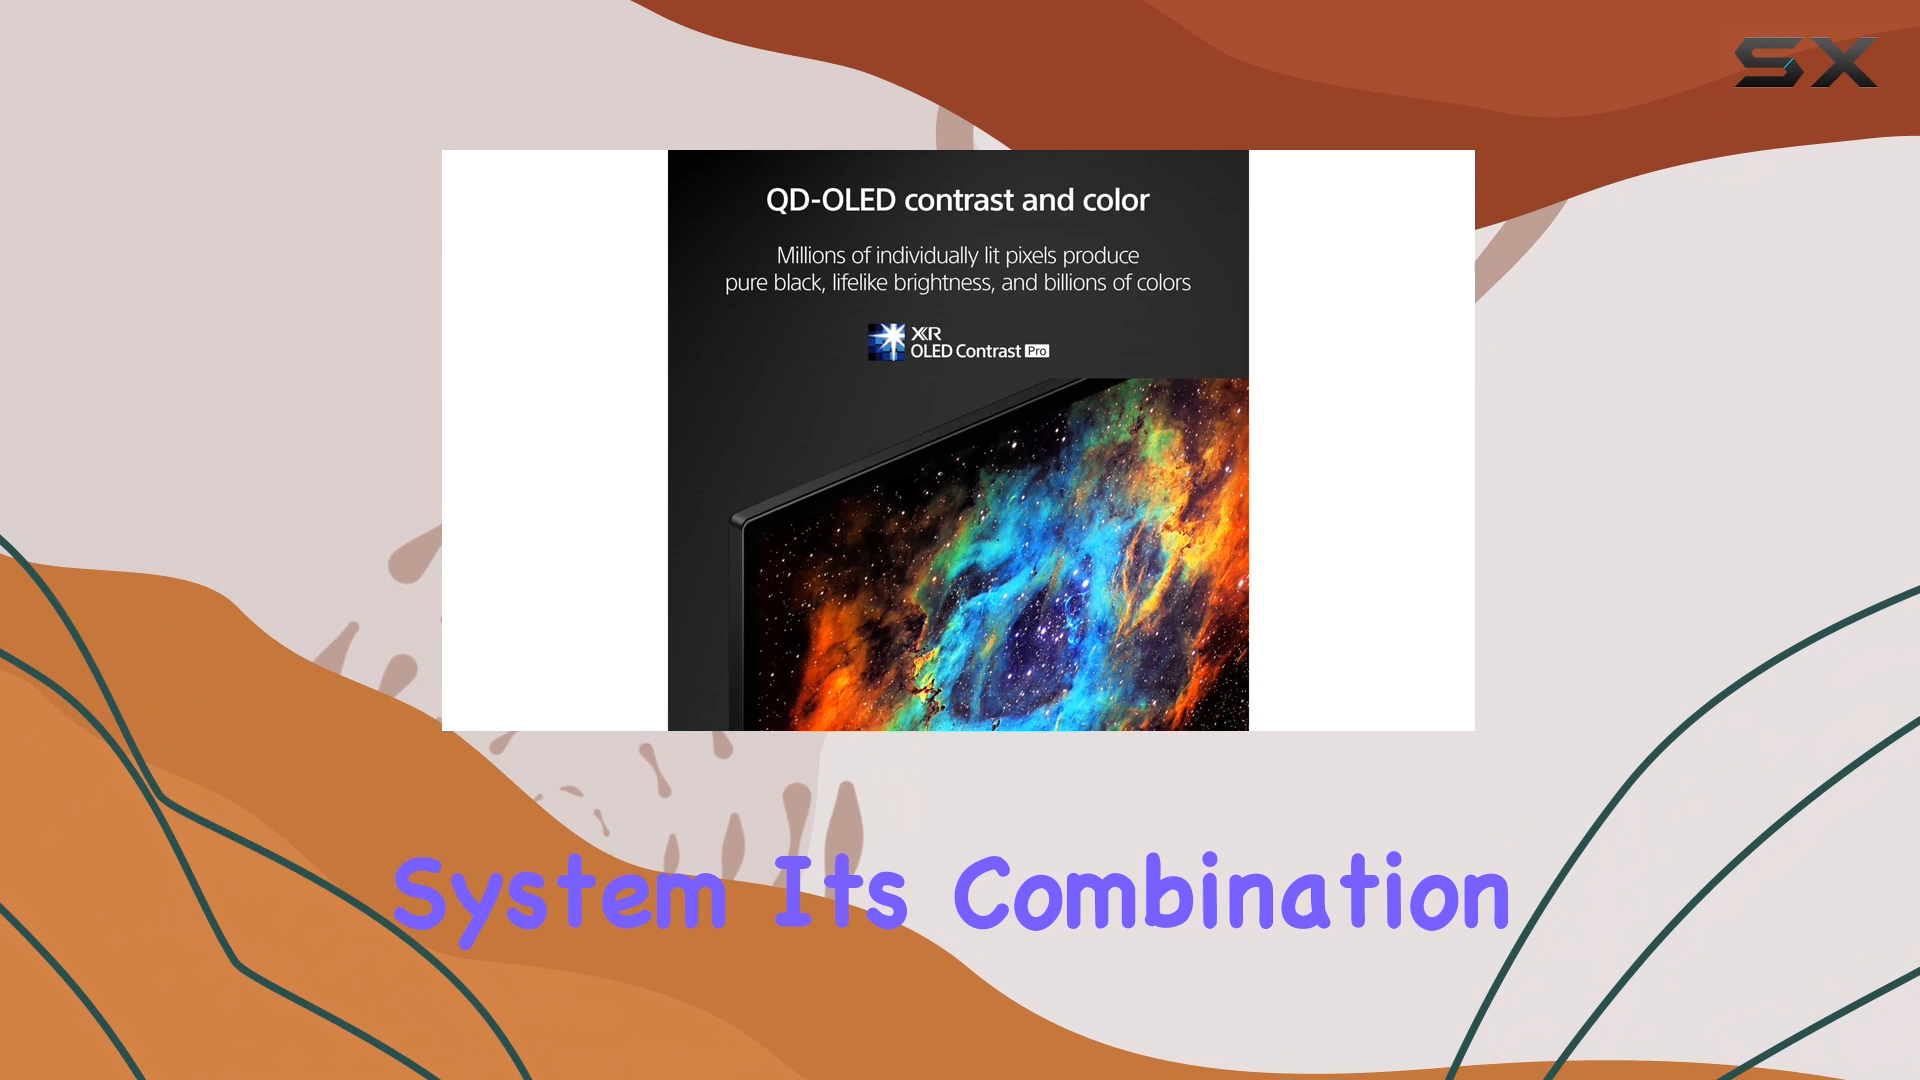 SX
QD-OLED contrast and color
Millions of individually lit pixels produce
pure black, lifelike brightness, and billions of colors
XR
OLED Contrast Pro
System Its Combination